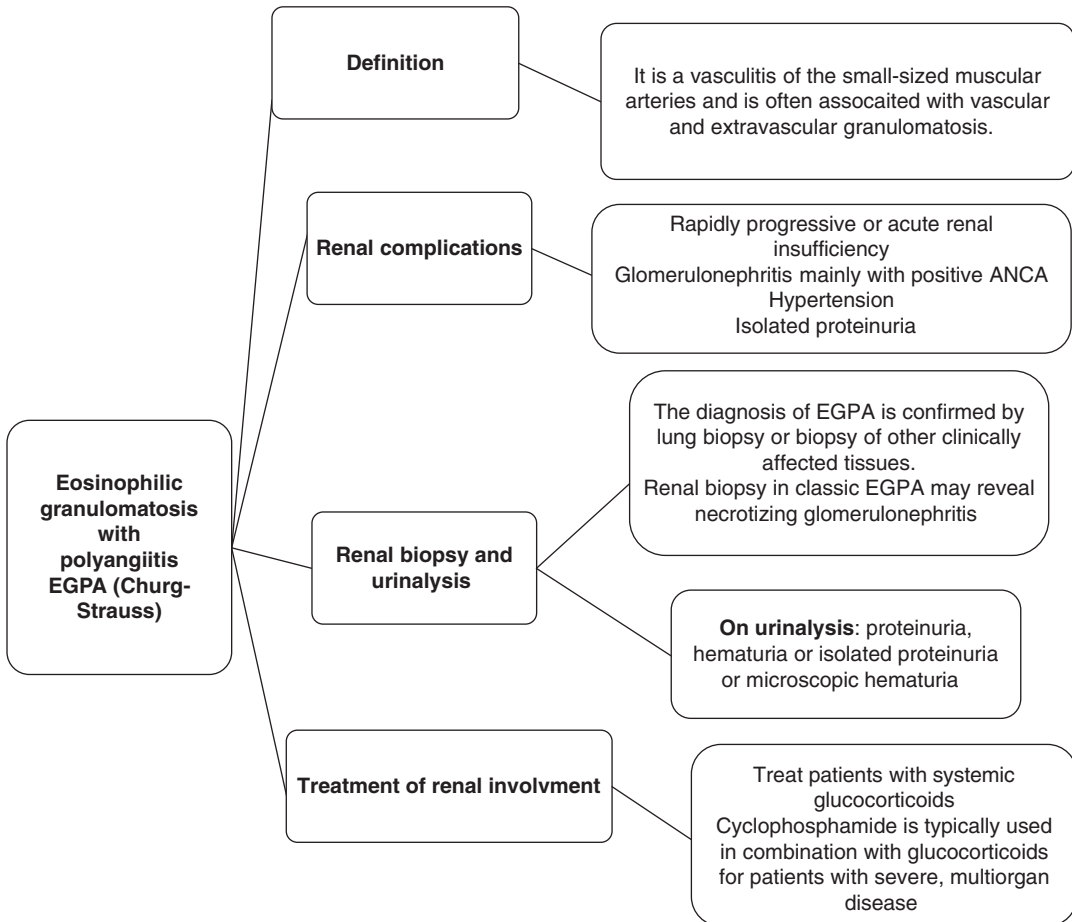 Definition
It is a vasculitis of the small-sized muscular
arteries and is often assocaited with vascular
and extravascular granulomatosis.
Renal complications
Rapidly progressive or acute renal
insufficiency
Glomerulonephritis mainly with positive ANCA
Hypertension
Isolated proteinuria
Eosinophilic
granulomatosis
with
polyangiitis
EGPA (Churg-
Strauss)
Renal biopsy and
urinalysis
The diagnosis of EGPA is confirmed by
lung biopsy or biopsy of other clinically
affected tissues.
Renal biopsy in classic EGPA may reveal
necrotizing glomerulonephritis
On urinalysis: proteinuria,
hematuria or isolated proteinuria
or microscopic hematuria
Treatment of renal involvment
Treat patients with systemic
glucocorticoids
Cyclophosphamide is typically used
in combination with glucocorticoids
for patients with severe, multiorgan
disease